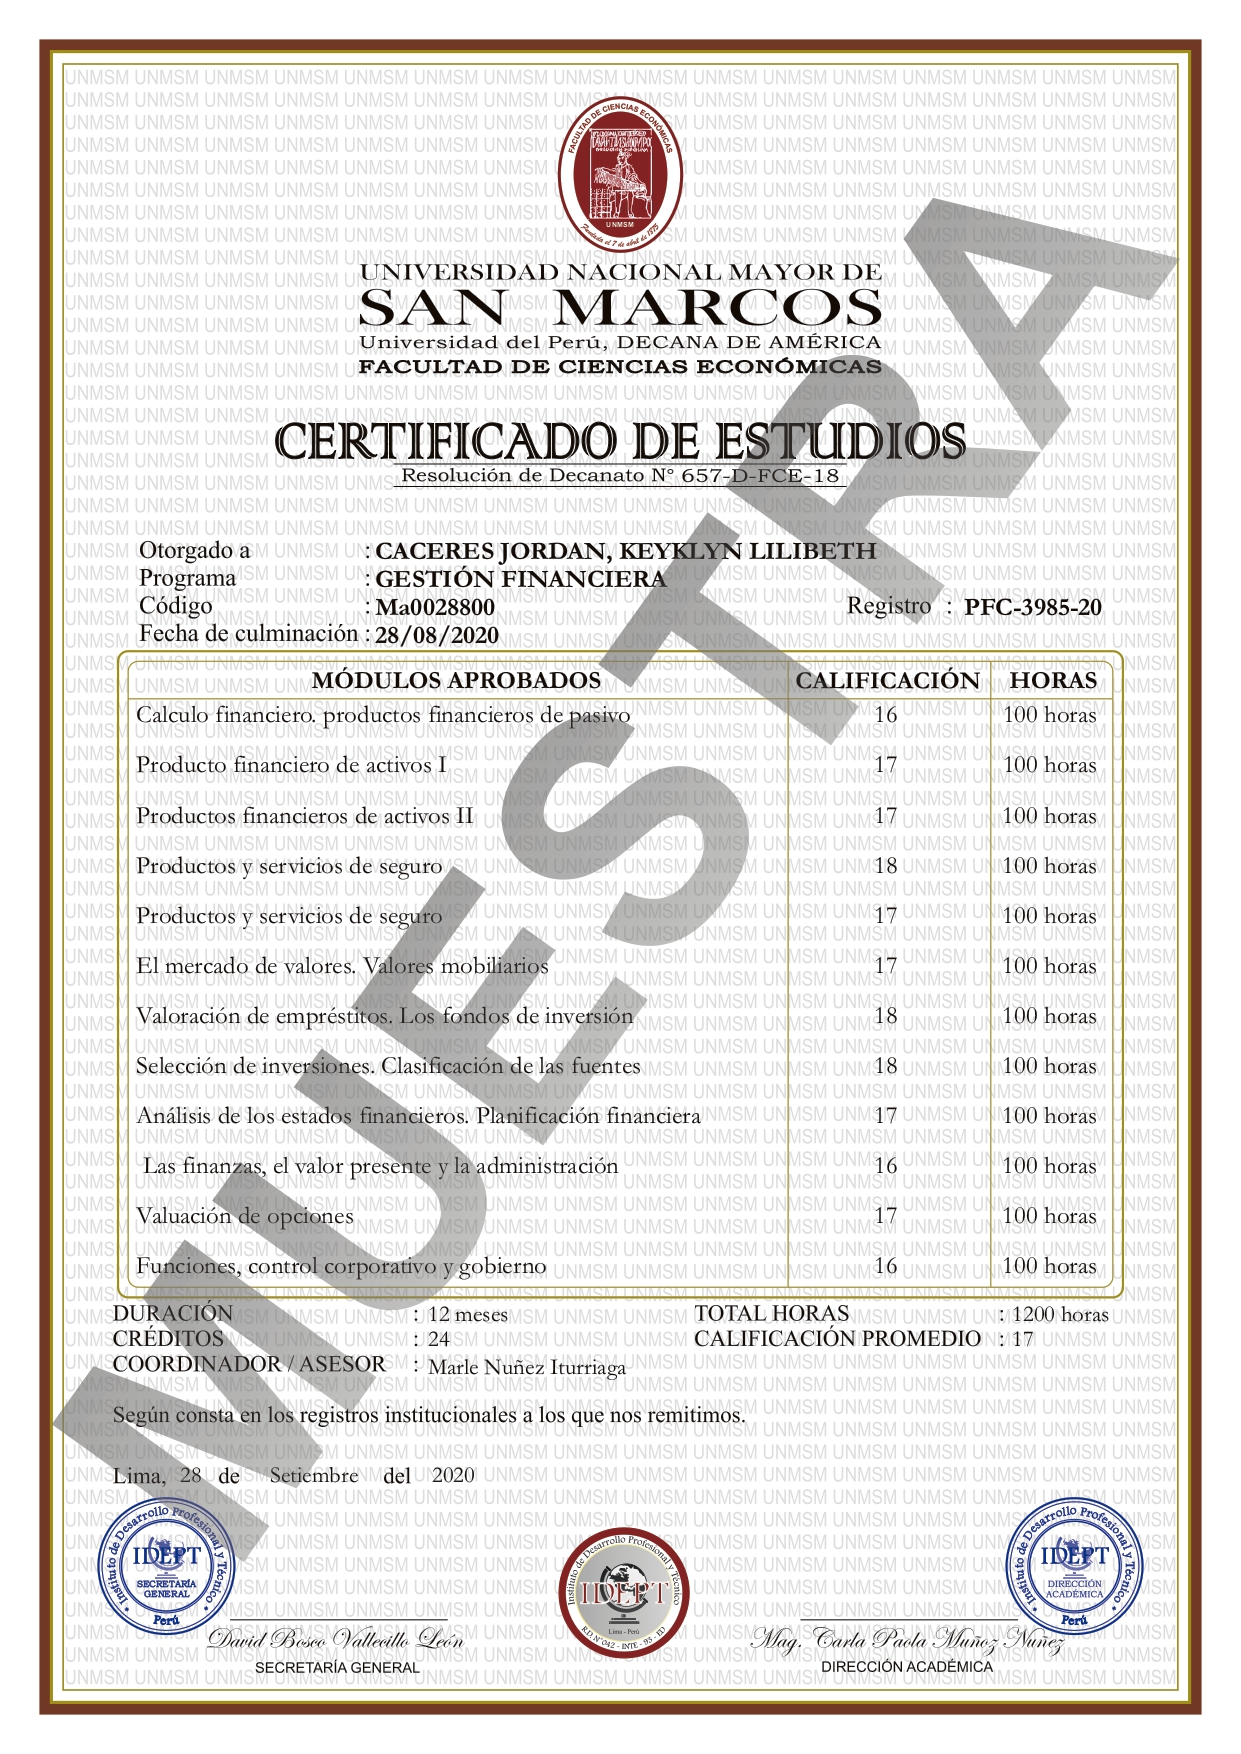 FACULTAD DE CIENCIAS ECONÓMICAS
UNMSM
Fundada el 7 de abril de 1875
UNIVERSIDAD NACIONAL MAYOR DE
SAN MARCOS
Universidad del Perú, DECANA DE AMÉRICA
FACULTAD DE CIENCIAS ECONÓMICAS
CERTIFICADO DE ESTUDIOS
Resolución de Decanato N° 657-D-FCE-18
Otorgado a : CACERES JORDAN, KEYKLYN LILIBETH
Programa : GESTIÓN FINANCIERA
Código : Ma0028800 Registro : PFC-3985-20
Fecha de culminación : 28/08/2020
MÓDULOS APROBADOS CALIFICACIÓN HORAS
Calculo financiero. productos financieros de pasivo 16 100 horas
Producto financiero de activos I 17 100 horas
Productos financieros de activos II 17 100 horas
Productos y servicios de seguro 18 100 horas
Productos y servicios de seguro 17 100 horas
El mercado de valores. Valores mobiliarios 17 100 horas
Valoración de empréstitos. Los fondos de inversión 18 100 horas
Selección de inversiones. Clasificación de las fuentes 18 100 horas
Análisis de los estados financieros. Planificación financiera 17 100 horas
Las finanzas, el valor presente y la administración 16 100 horas
Valuación de opciones 17 100 horas
Funciones, control corporativo y gobierno 16 100 horas
DURACIÓN : 12 meses TOTAL HORAS : 1200 horas
CRÉDITOS : 24 CALIFICACIÓN PROMEDIO : 17
COORDINADOR / ASESOR : Marle Nuñez Iturriaga
Según consta en los registros institucionales a los que nos remitimos.
Lima, 28 de Setiembre del 2020
MUESTRA
Instituto de Desarrollo Profesional y Técnico
IDEPT
SECRETARÍA
GENERAL
Perú
Instituto de Desarrollo Profesional y Técnico
IDEPT
Lima - Perú
R.D. N° 042 - INTE - 95 - ED
Instituto de Desarrollo Profesional y Técnico
IDEPT
DIRECCIÓN
ACADÉMICA
Perú
David Bosco Vallecillo León
SECRETARÍA GENERAL
Mag. Carla Paola Muñoz Nuñez
DIRECCIÓN ACADÉMICA